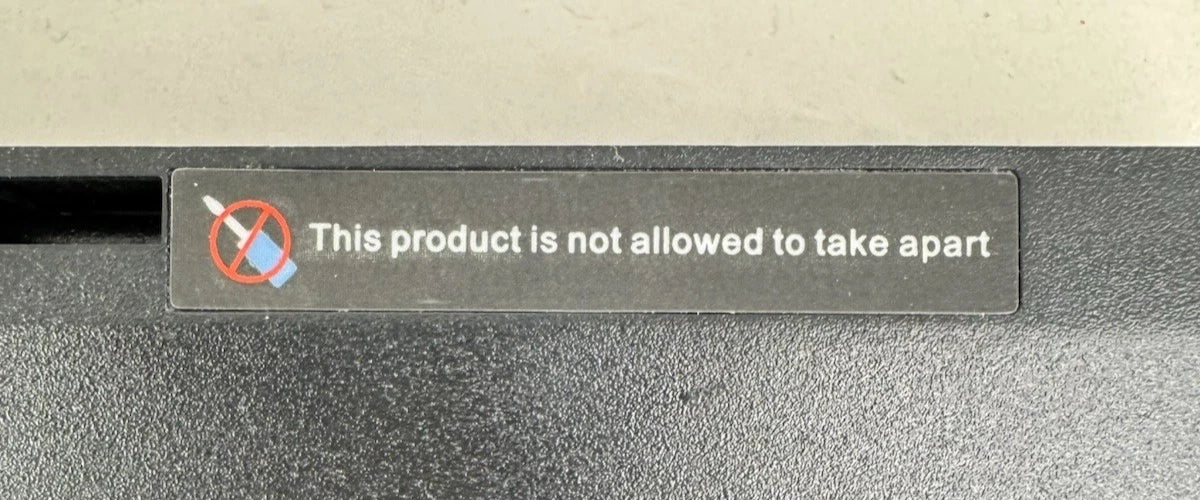 This product is not allowed to take apart